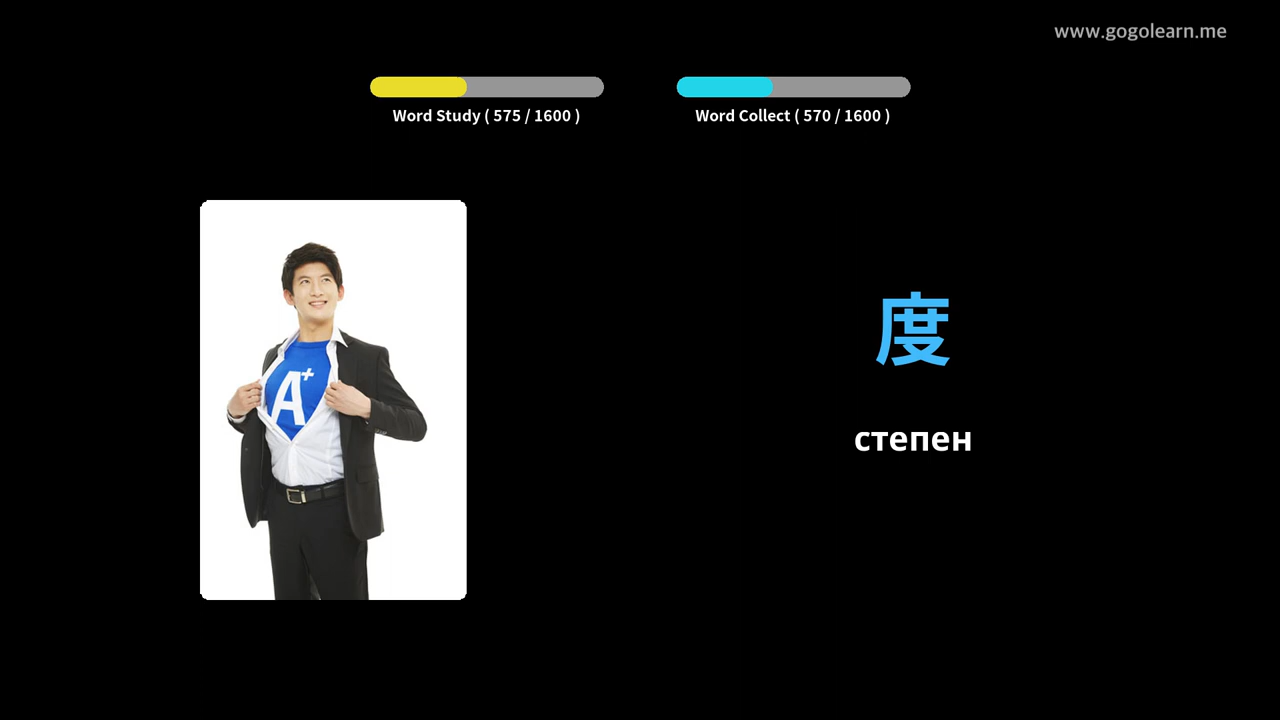 www.gogolearn.me
Word Study ( 575 / 1600 )
Word Collect ( 570 / 1600 )
A+
度
степен